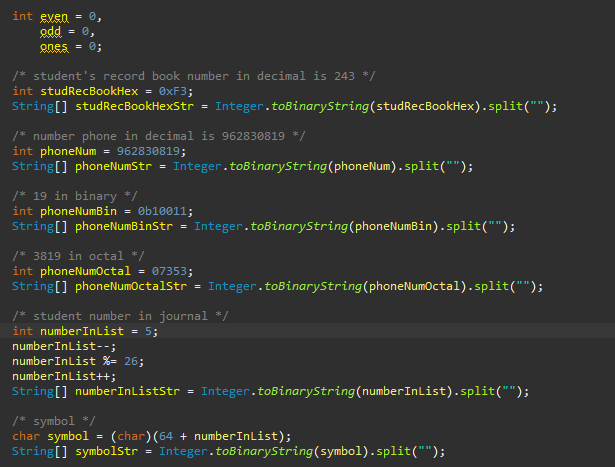 int even = 0,
odd = 0,
ones = 0;
/* student's record book number in decimal is 243 */
int studRecBookHex = 0xF3;
String[] studRecBookHexStr = Integer.toBinaryString(studRecBookHex).split("");
/* number phone in decimal is 962830819 */
int phoneNum = 962830819;
String[] phoneNumStr = Integer.toBinaryString(phoneNum).split("");
/* 19 in binary */
int phoneNumBin = 0b10011;
String[] phoneNumBinStr = Integer.toBinaryString(phoneNumBin).split("");
/* 3819 in octal */
int phoneNumOctal = 07353;
String[] phoneNumOctalStr = Integer.toBinaryString(phoneNumOctal).split("");
/* student number in journal */
int numberInList = 5;
numberInList--;
numberInList %= 26;
numberInList++;
String[] numberInListStr = Integer.toBinaryString(numberInList).split("");
/* symbol */
char symbol = (char)(64 + numberInList);
String[] symbolStr = Integer.toBinaryString(symbol).split("");